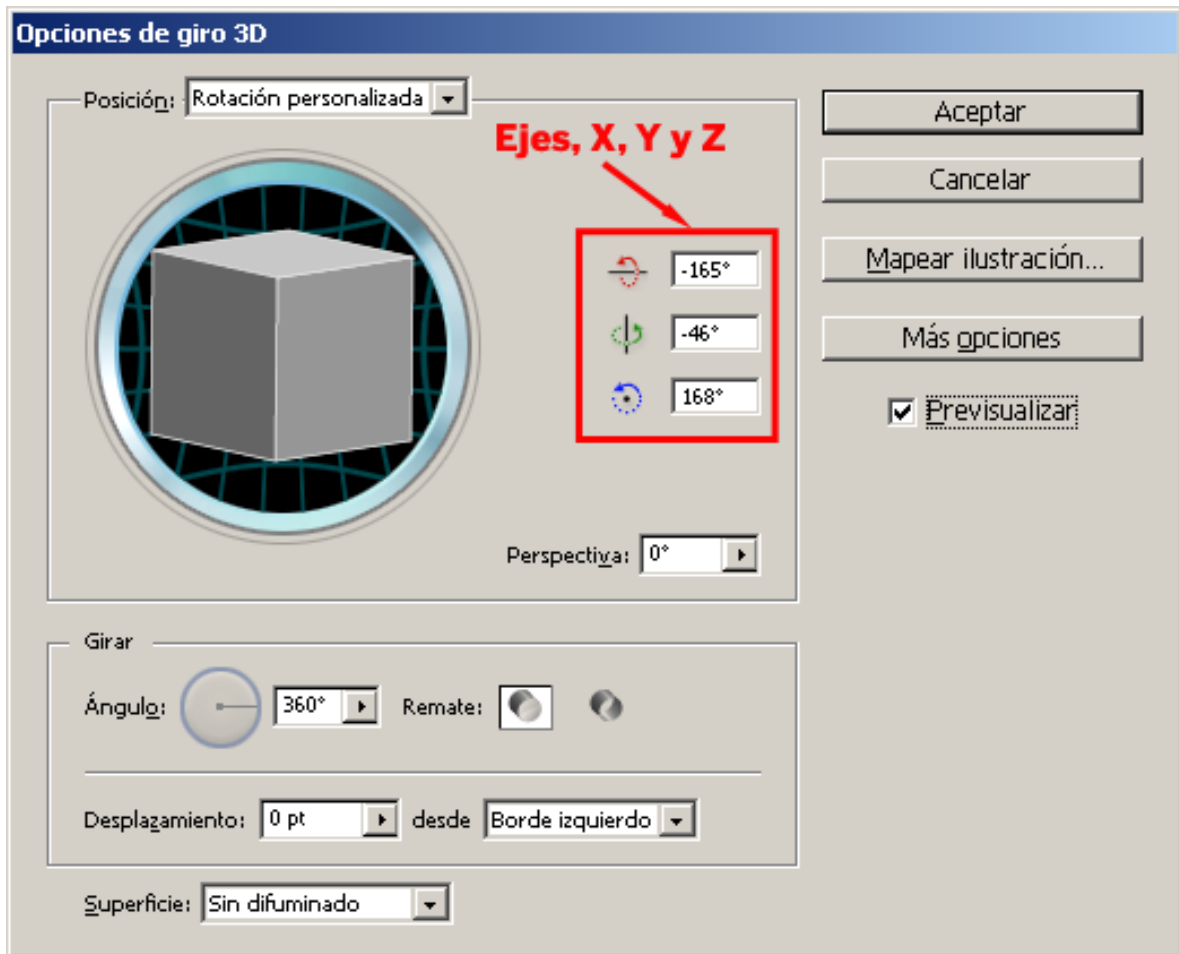 Opciones de giro 3D
Posición: Rotación personalizada
Ejes, X, Y y Z
-165°
-46°
168°
Perspectiva: 0°
Aceptar
Cancelar
Mapear ilustración...
Más opciones
Previsualizar
Girar
Ángulo: 360° Remate:
Desplazamiento: 0 pt desde Borde izquierdo
Superficie: Sin difuminado